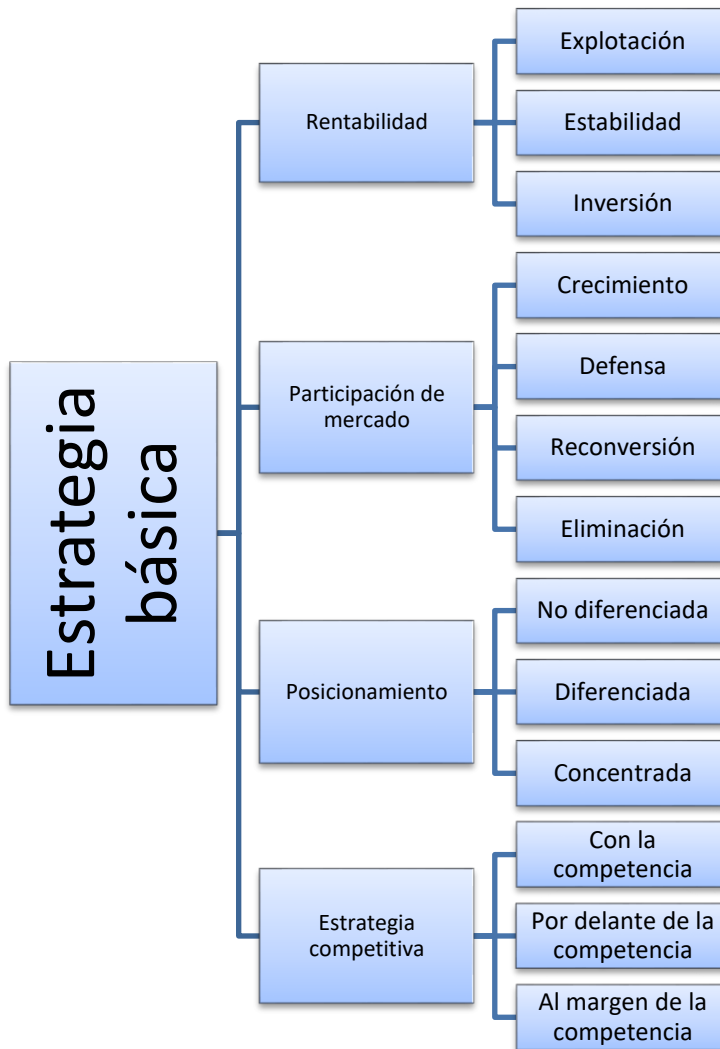 Estrategia
básica
Rentabilidad
Explotación
Estabilidad
Inversión
Participación de
mercado
Crecimiento
Defensa
Reconversión
Eliminación
Posicionamiento
No diferenciada
Diferenciada
Concentrada
Estrategia
competitiva
Con la
competencia
Por delante de la
competencia
Al margen de la
competencia